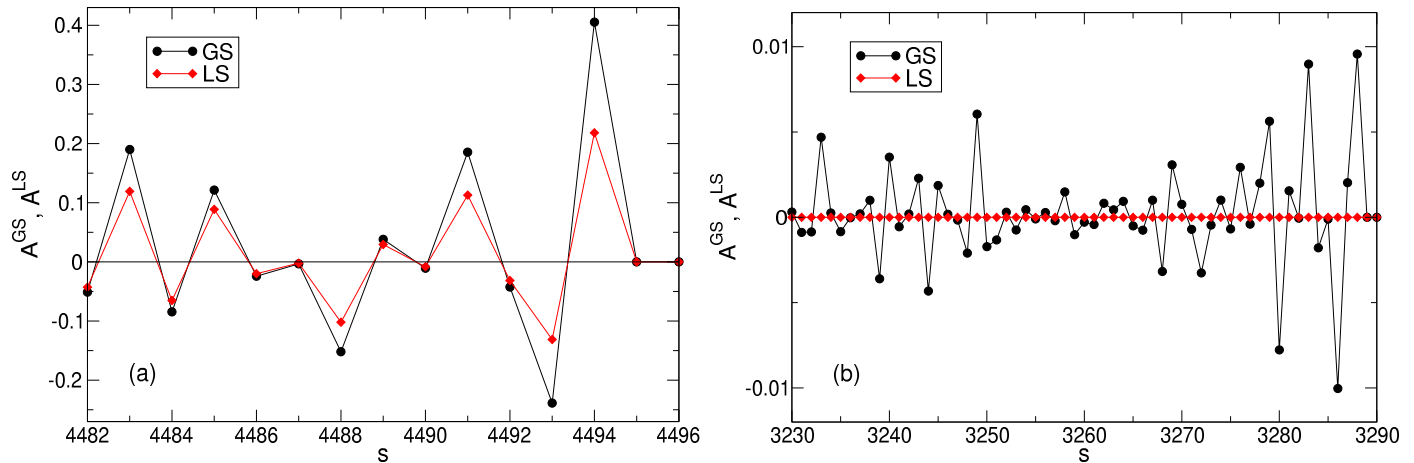 0.4
0.3
0.2
0.1
0
-0.1
-0.2
A^GS, A^LS
GS
LS
(a)
4482 4484 4486 4488 4490 4492 4494 4496
s
0.01
0
-0.01
A^GS, A^LS
GS
LS
(b)
3230 3240 3250 3260 3270 3280 3290
s